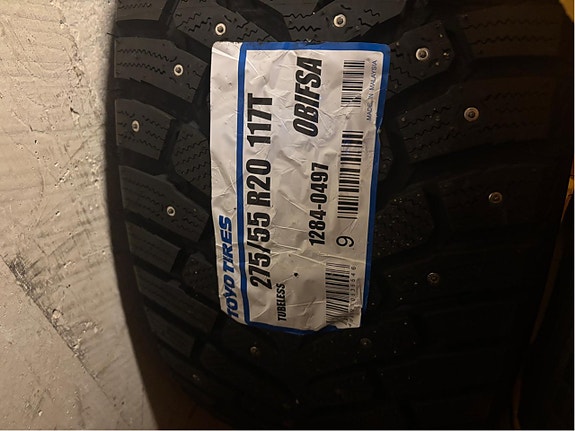 TOYO TIRES
275/55 R20 117T
TUBELESS
1284-0497 OBIFSA
9
MADE IN MALAYSIA